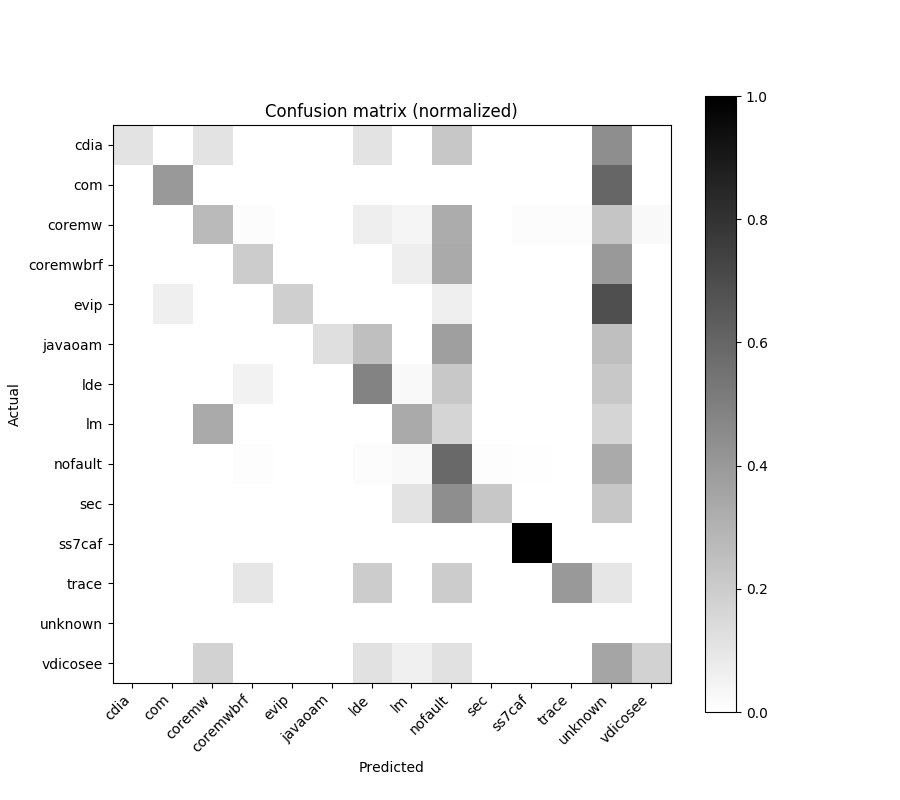 Confusion matrix (normalized)
Actual
cdia
com
coremw
coremwbrf
evip
javaoam
lde
lm
nofault
sec
ss7caf
trace
unknown
vdicosee
cdia
com
coremw
coremwbrf
evip
javaoam
lde
lm
nofault
sec
ss7caf
trace
unknown
vdicosee
Predicted
1.0
0.8
0.6
0.4
0.2
0.0